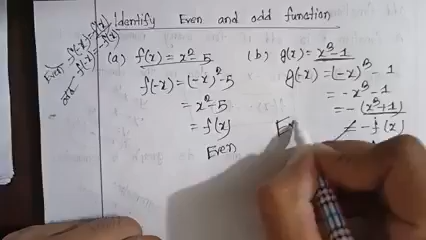 Identify Even and odd function
Even f(-x) = f(x)
odd f(-x) = -f(x)
(a) f(x) = x² - 5
f(-x) = (-x)² - 5
= x² - 5
= f(x)
Even
(b) g(x) = x³ - 1
g(-x) = (-x)³ - 1
= -x³ - 1
= -(x³+1)
≠ -f(x)